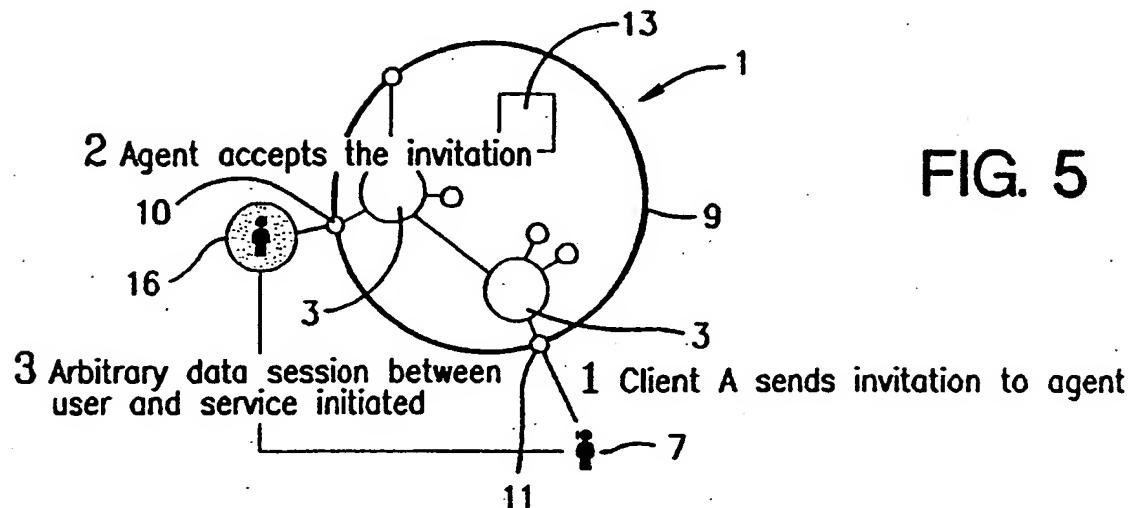 13
1
2 Agent accepts the invitation
FIG. 5
10
9
16
3
3
3 Arbitrary data session between
user and service initiated
1 Client A sends invitation to agent
7
11